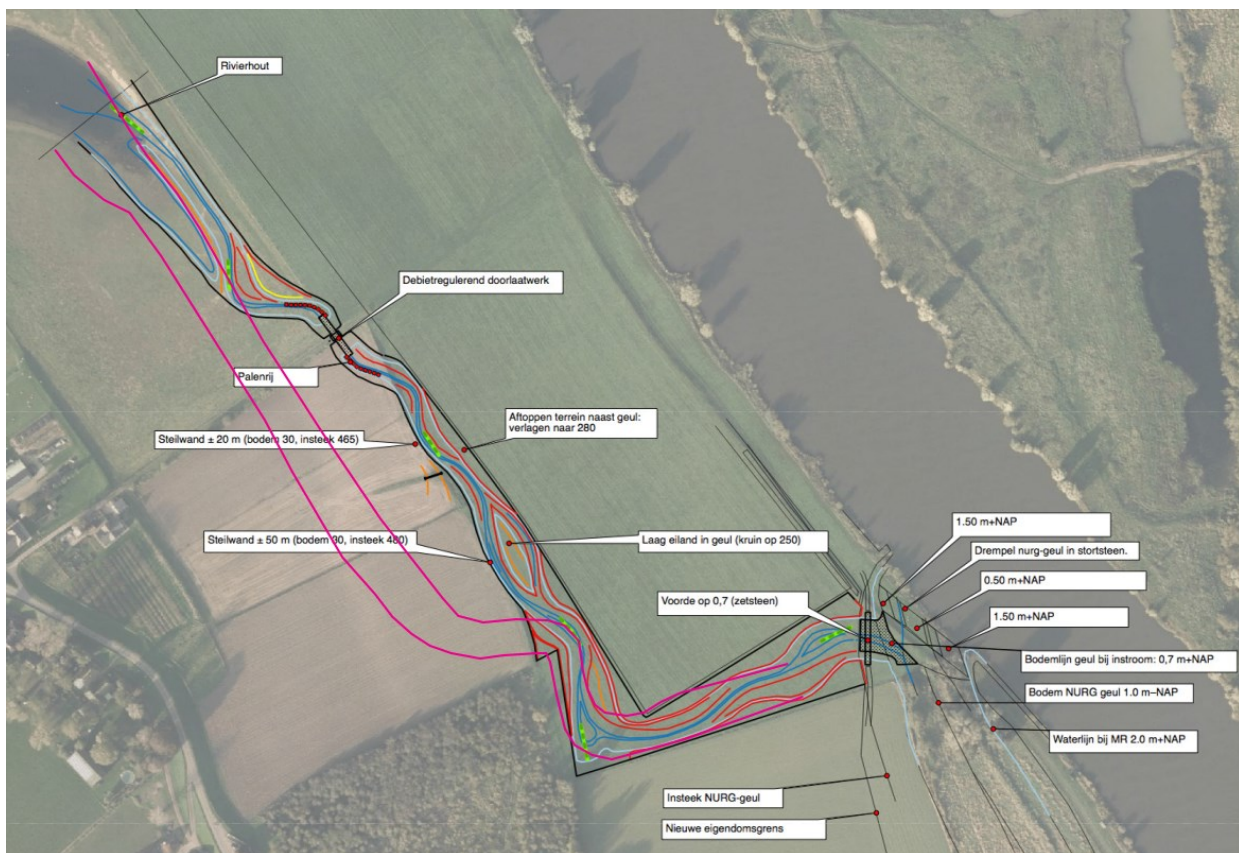 Rivierhout
Debietregulerend doorlaatwerk
Palenrij
Aftoppen terrein naast geul:
verlagen naar 280
Steilwand ± 20 m (bodem 30, insteek 465)
Steilwand ± 50 m (bodem 30, insteek 460)
Laag eiland in geul (kruin op 250)
1.50 m+NAP
Drempel nurg-geul in stortsteen.
0.50 m+NAP
Voorde op 0,7 (zetsteen)
1.50 m+NAP
Bodemlijn geul bij instroom: 0,7 m+NAP
Bodem NURG geul 1.0 m–NAP
Waterlijn bij MR 2.0 m+NAP
Insteek NURG-geul
Nieuwe eigendomsgrens